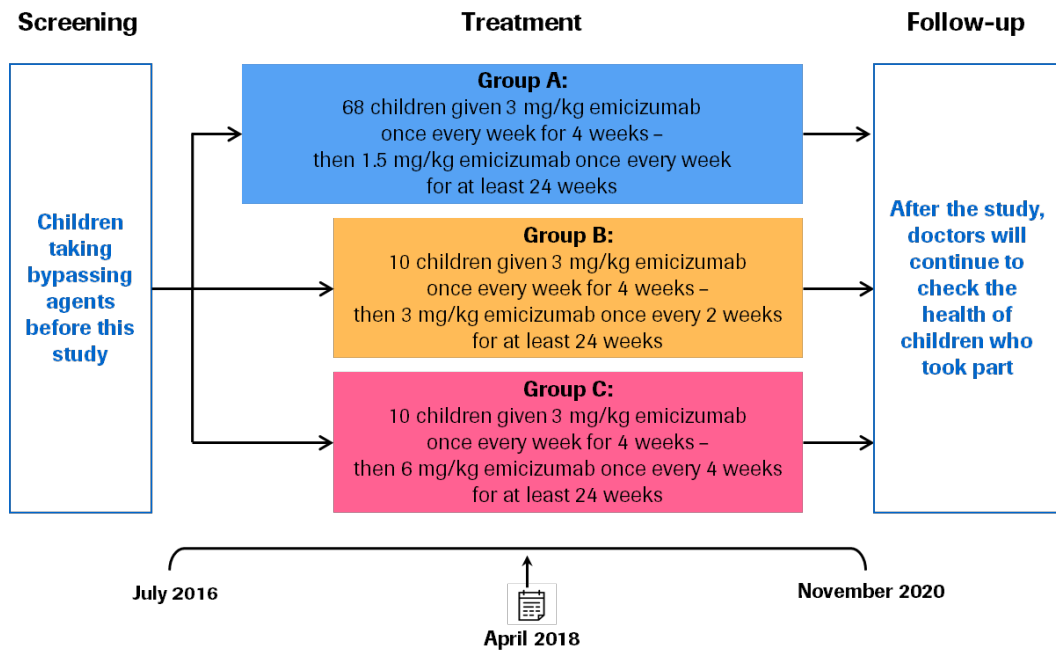 Screening
Treatment
Follow-up
Children
taking
bypassing
agents
before this
study
Group A:
68 children given 3 mg/kg emicizumab
once every week for 4 weeks –
then 1.5 mg/kg emicizumab once every week
for at least 24 weeks
Group B:
10 children given 3 mg/kg emicizumab
once every week for 4 weeks –
then 3 mg/kg emicizumab once every 2 weeks
for at least 24 weeks
Group C:
10 children given 3 mg/kg emicizumab
once every week for 4 weeks –
then 6 mg/kg emicizumab once every 4 weeks
for at least 24 weeks
After the study,
doctors will
continue to
check the
health of
children who
took part
July 2016
April 2018
November 2020